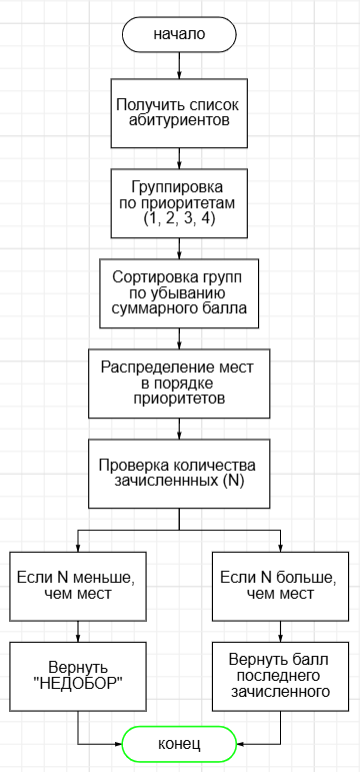 начало
Получить список
абитуриентов
Группировка
по приоритетам
(1, 2, 3, 4)
Сортировка групп
по убыванию
суммарного балла
Распределение мест
в порядке
приоритетов
Проверка количества
зачисленнных (N)
Если N меньше,
чем мест
Если N больше,
чем мест
Вернуть
"НЕДОБОР"
Вернуть балл
последнего
зачисленного
конец